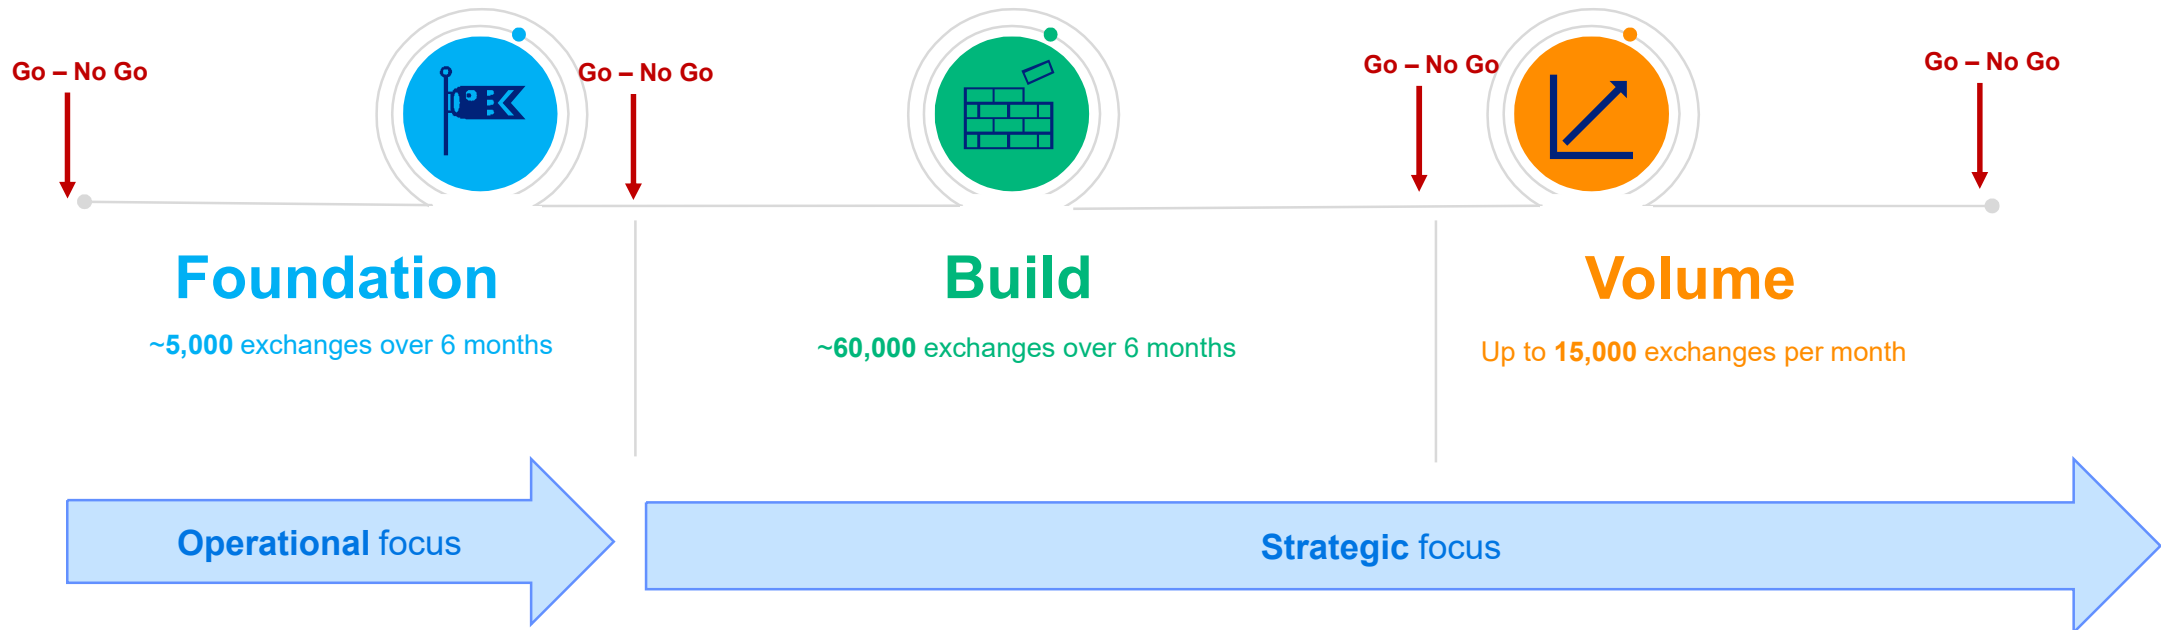 Go – No Go
Go – No Go
Go – No Go
Go – No Go
Foundation
~5,000 exchanges over 6 months
Build
~60,000 exchanges over 6 months
Volume
Up to 15,000 exchanges per month
Operational focus
Strategic focus